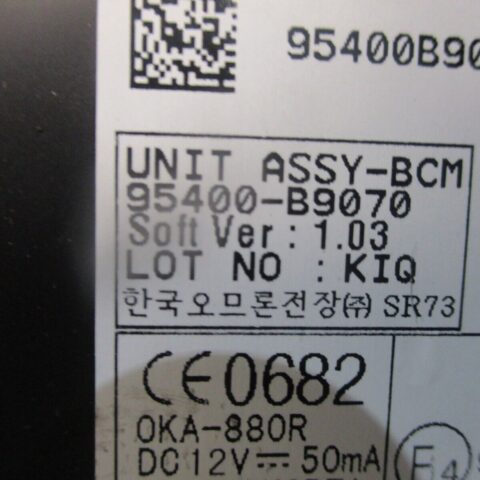 95400B90
UNIT ASSY-BCM
95400-B9070
Soft Ver : 1.03
LOT NO : KIQ
한국오므론전장㈜ SR73
CE0682
OKA-880R
DC12V⎓50mA
E4